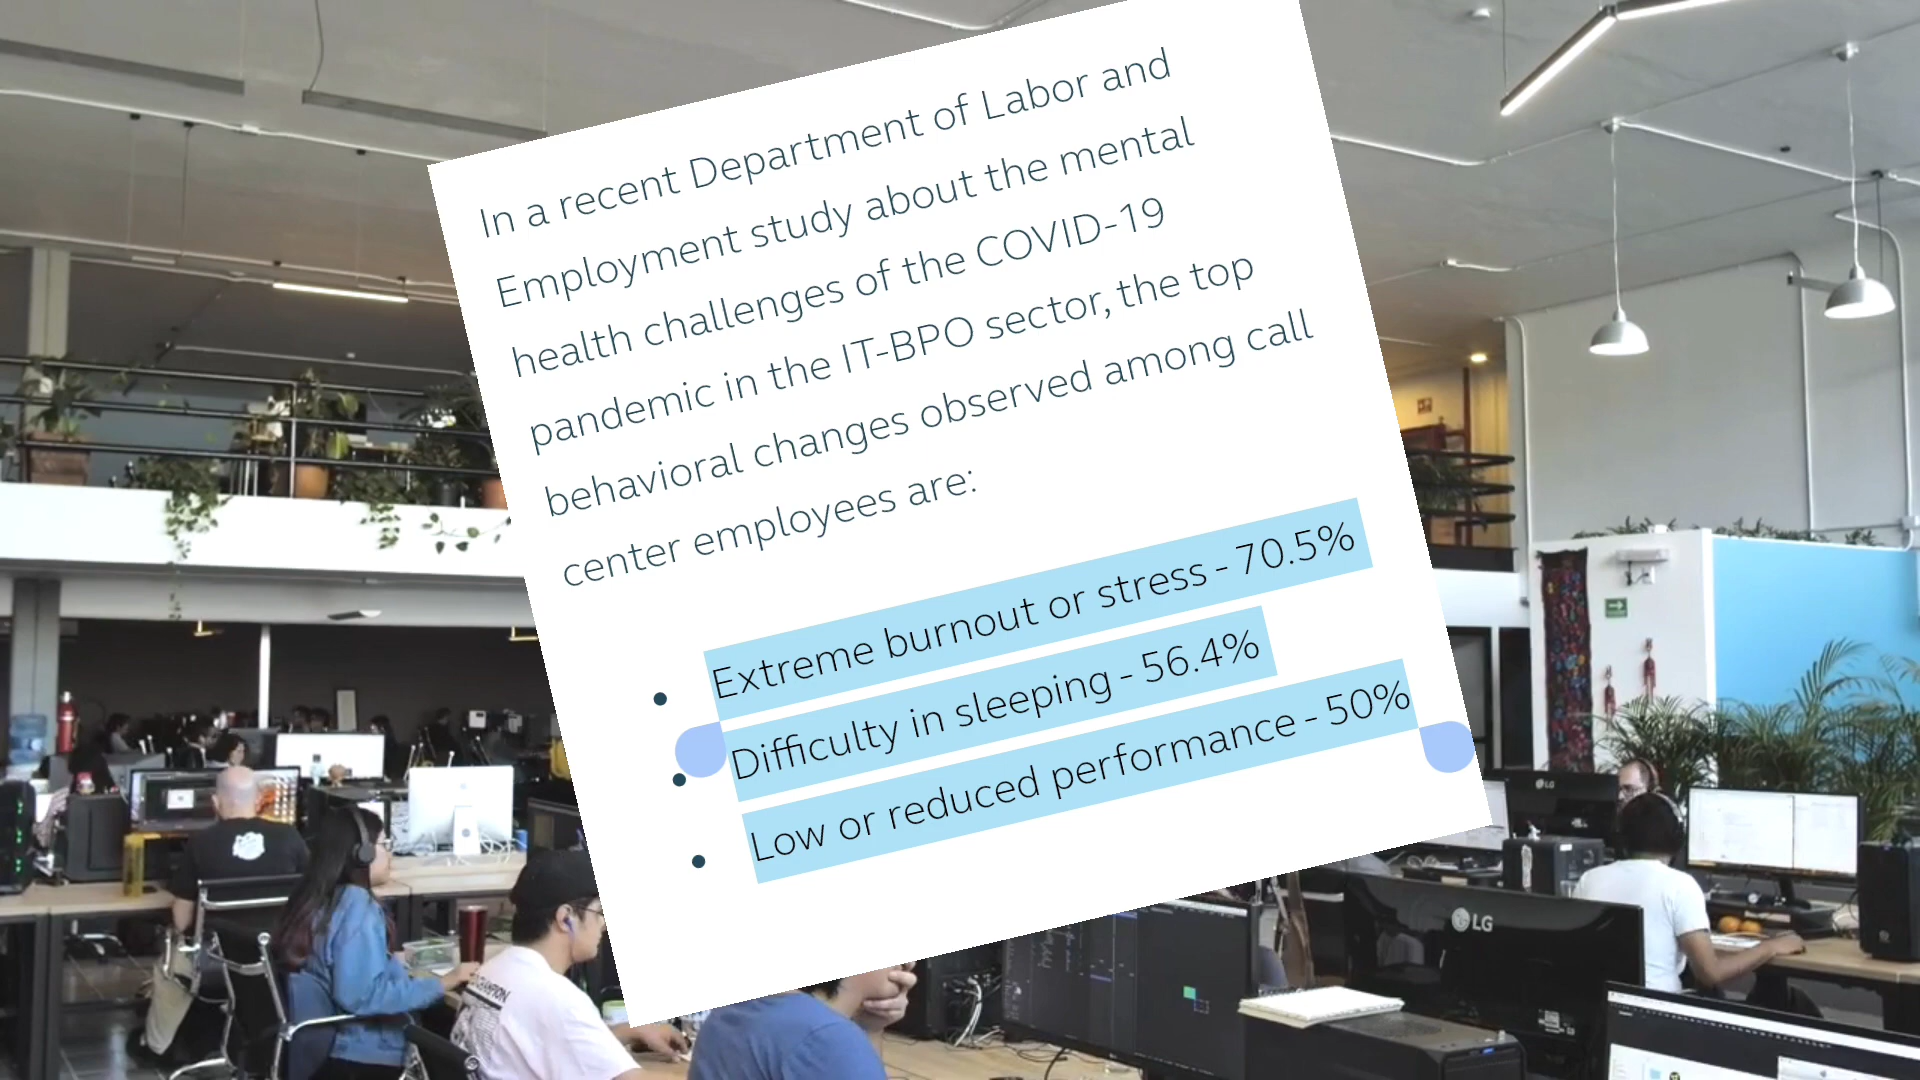 In a recent Department of Labor and
Employment study about the mental
health challenges of the COVID-19
pandemic in the IT-BPO sector, the top
behavioral changes observed among call
center employees are:
• Extreme burnout or stress - 70.5%
• Difficulty in sleeping - 56.4%
• Low or reduced performance - 50%
LG
LG